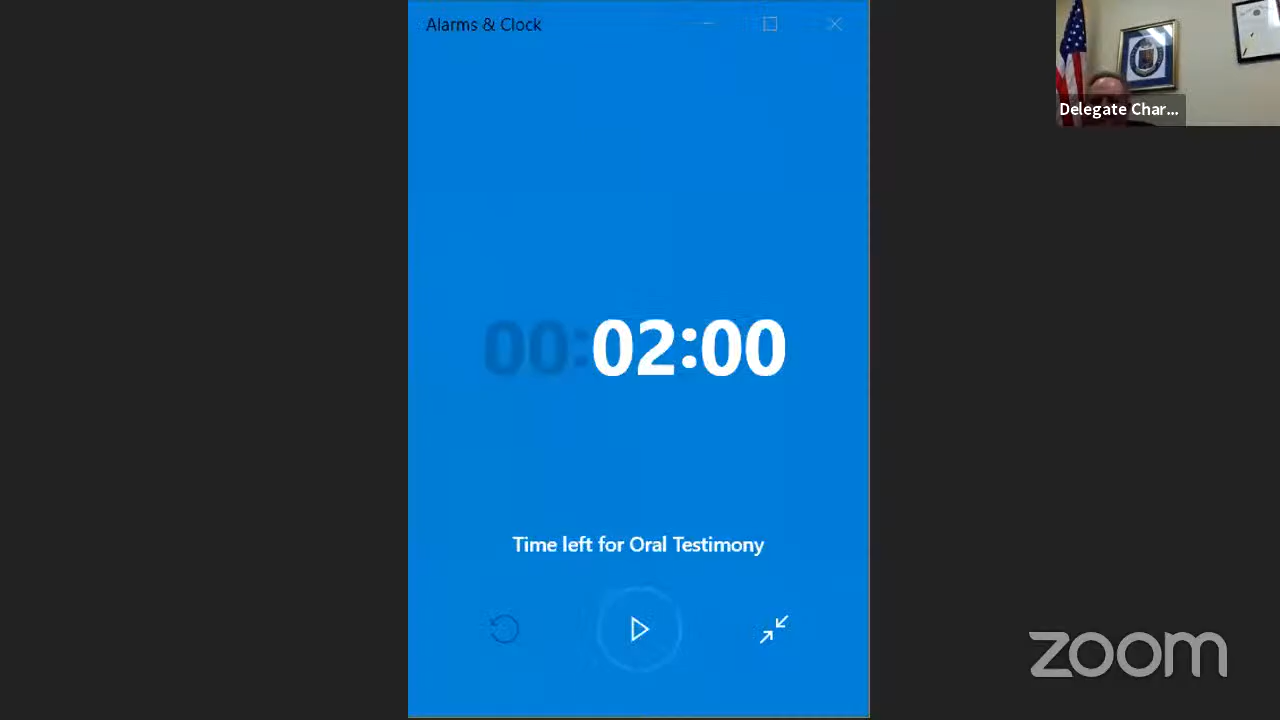 Alarms & Clock
Delegate Char...
00:02:00
Time left for Oral Testimony
zoom